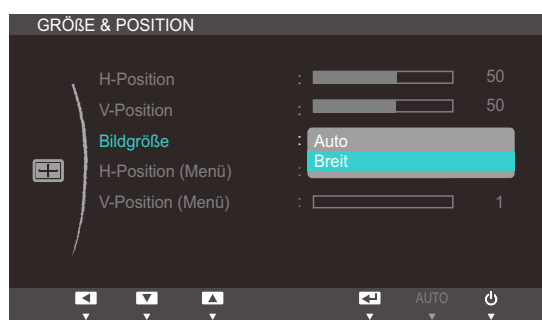 GRÖßE & POSITION
H-Position : 50
V-Position : 50
Bildgröße : Auto
Breit
H-Position (Menü) :
V-Position (Menü) : 1
AUTO